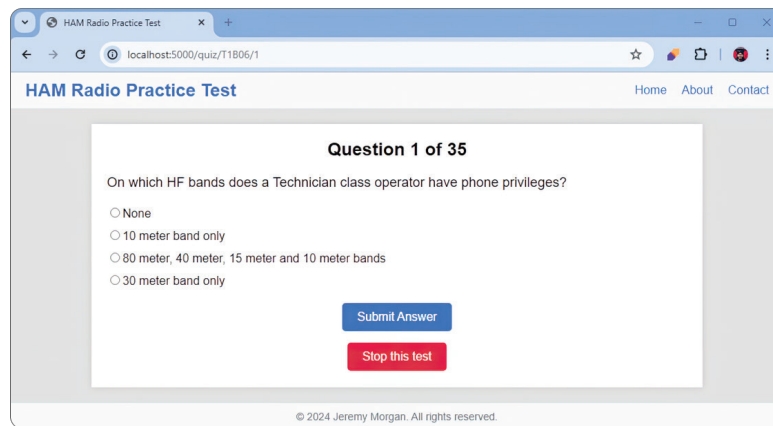 HAM Radio Practice Test
localhost:5000/quiz/T1806/1
HAM Radio Practice Test
Home About Contact
Question 1 of 35
On which HF bands does a Technician class operator have phone privileges?
None
10 meter band only
80 meter, 40 meter, 15 meter and 10 meter bands
30 meter band only
Submit Answer
Stop this test
© 2024 Jeremy Morgan. All rights reserved.